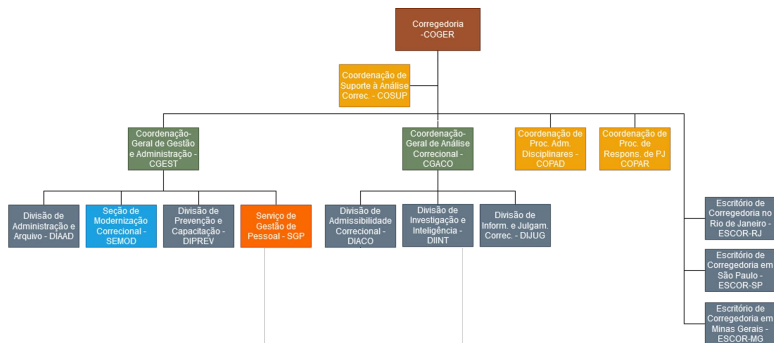 Corregedoria
-COGER
Coordenação de
Suporte à Análise
Correc. - COSUP
Coordenação-
Geral de Gestão
e Administração -
CGEST
Coordenação-
Geral de Análise
Correcional -
CGACO
Coordenação de
Proc. Adm.
Disciplinares -
COPAD
Coordenação de
Proc. de
Respons. de PJ
COPAR
Divisão de
Administração e
Arquivo - DIAAD
Seção de
Modernização
Correcional -
SEMOD
Divisão de
Prevenção e
Capacitação -
DIPREV
Serviço de
Gestão de
Pessoal - SGP
Divisão de
Admissibilidade
Correcional -
DIACO
Divisão de
Investigação e
Inteligência -
DIINT
Divisão de
Inform. e Julgam.
Correc. - DIJUG
Escritório de
Corregedoria no
Rio de Janeiro -
ESCOR-RJ
Escritório de
Corregedoria em
São Paulo -
ESCOR-SP
Escritório de
Corregedoria em
Minas Gerais -
ESCOR-MG